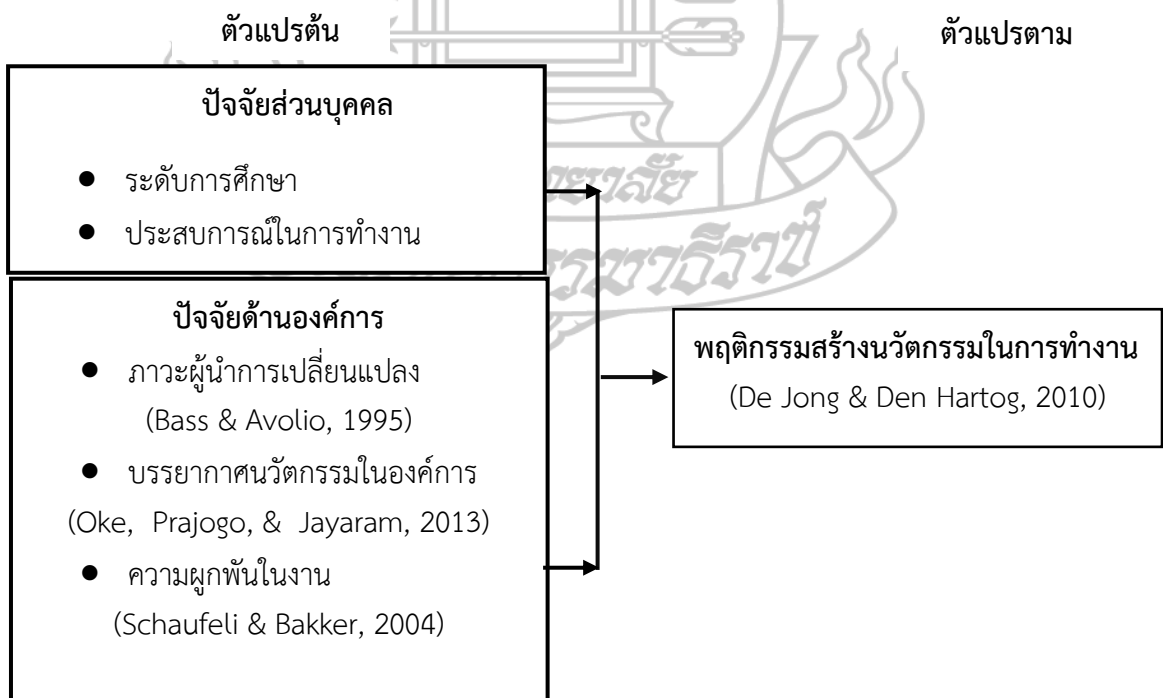 ตัวแปรต้น
ตัวแปรตาม
ปัจจัยส่วนบุคคล
● ระดับการศึกษา
● ประสบการณ์ในการทำงาน
ปัจจัยด้านองค์การ
● ภาวะผู้นำการเปลี่ยนแปลง
(Bass & Avolio, 1995)
● บรรยากาศนวัตกรรมในองค์การ
(Oke, Prajogo, & Jayaram, 2013)
● ความผูกพันในงาน
(Schaufeli & Bakker, 2004)
พฤติกรรมสร้างนวัตกรรมในการทำงาน
(De Jong & Den Hartog, 2010)